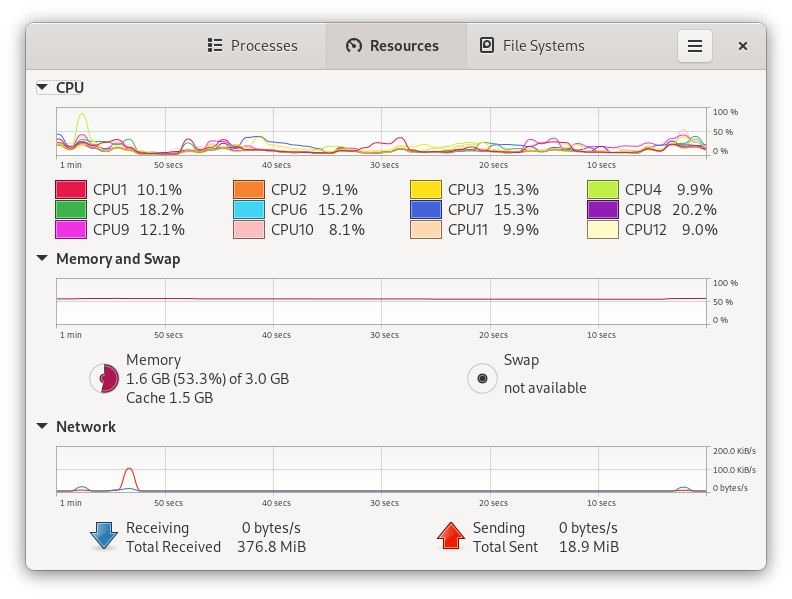 Processes Resources File Systems
CPU
100 %
50 %
0 %
1 min 50 secs 40 secs 30 secs 20 secs 10 secs
CPU1 10.1% CPU2 9.1% CPU3 15.3% CPU4 9.9%
CPU5 18.2% CPU6 15.2% CPU7 15.3% CPU8 20.2%
CPU9 12.1% CPU10 8.1% CPU11 9.9% CPU12 9.0%
Memory and Swap
100 %
50 %
0 %
1 min 50 secs 40 secs 30 secs 20 secs 10 secs
Memory
1.6 GB (53.3%) of 3.0 GB
Cache 1.5 GB
Swap
not available
Network
200.0 KiB/s
100.0 KiB/s
0 bytes/s
1 min 50 secs 40 secs 30 secs 20 secs 10 secs
Receiving 0 bytes/s
Total Received 376.8 MiB
Sending 0 bytes/s
Total Sent 18.9 MiB